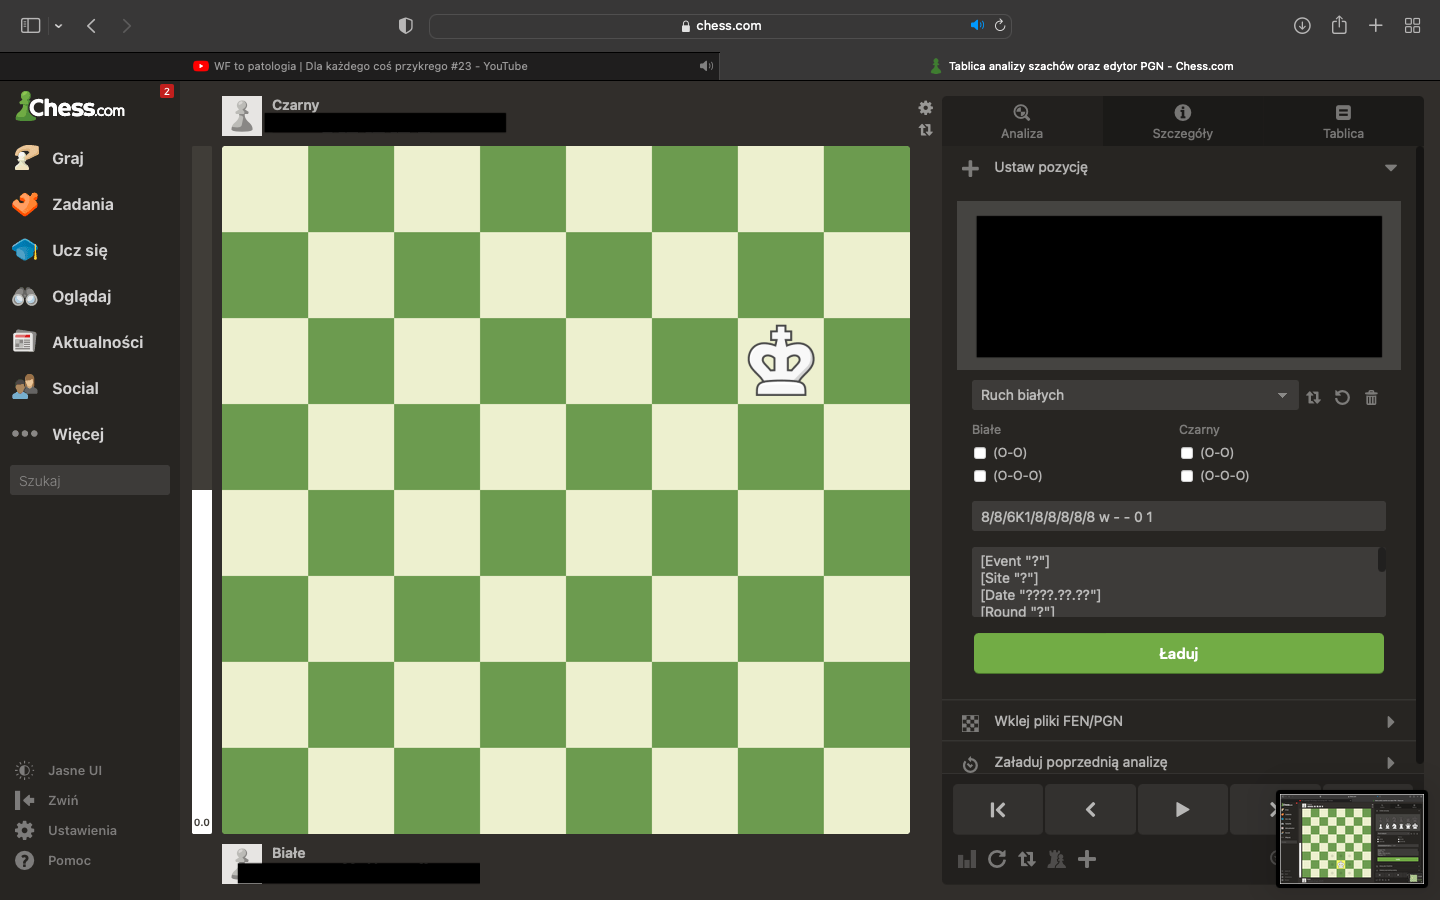 chess.com
WF to patologia | Dla każdego coś przykrego #23 - YouTube
Tablica analizy szachów oraz edytor PGN - Chess.com
Chess.com
2
Graj
Zadania
Ucz się
Oglądaj
Aktualności
Social
Więcej
Szukaj
Jasne UI
Zwiń
Ustawienia
Pomoc
Czarny
0.0
Białe
Analiza
Szczegóły
Tablica
Ustaw pozycję
Ruch białych
Białe
Czarny
(O-O)
(O-O)
(O-O-O)
(O-O-O)
8/8/6K1/8/8/8/8/8 w - - 0 1
[Event "?"]
[Site "?"]
[Date "????.??.??"]
[Round "?"]
Ładuj
Wklej pliki FEN/PGN
Załaduj poprzednią analizę